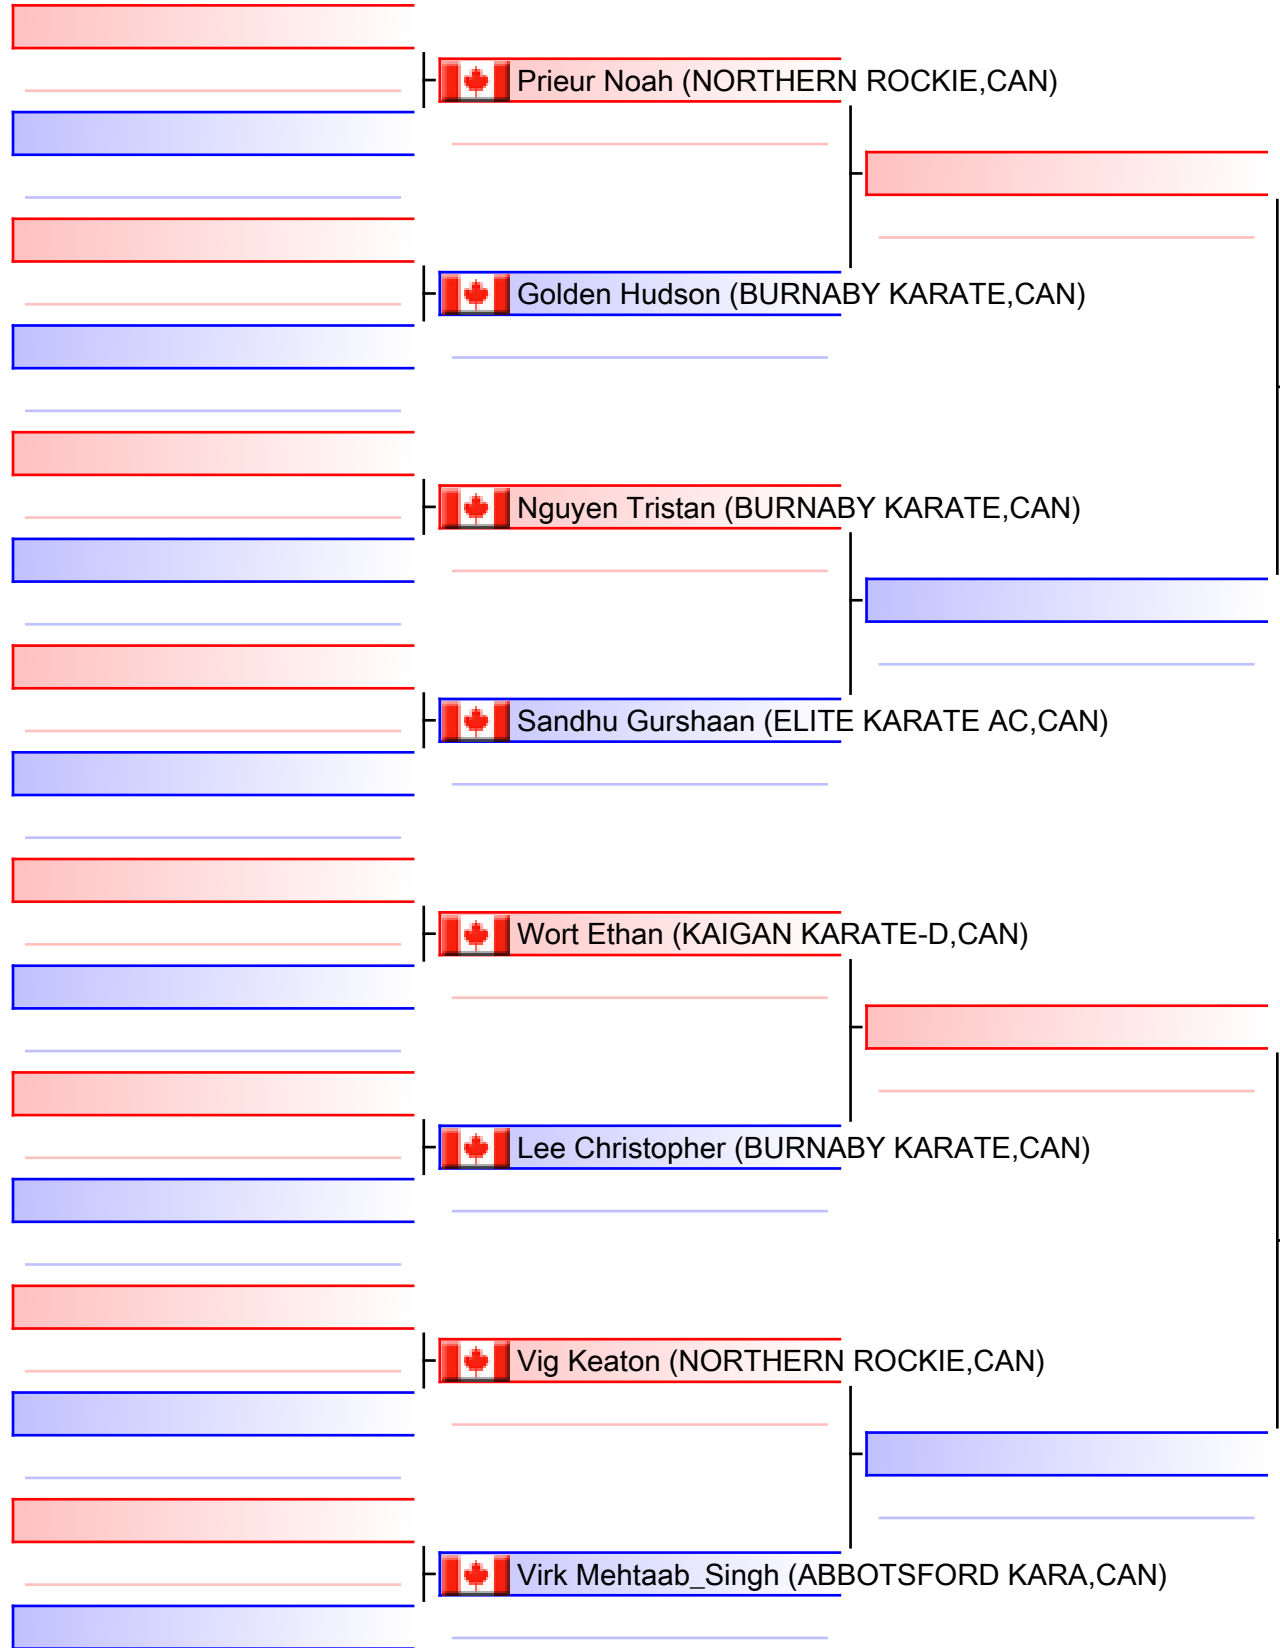 Prieur Noah (NORTHERN ROCKIE,CAN)
Golden Hudson (BURNABY KARATE,CAN)
Nguyen Tristan (BURNABY KARATE,CAN)
Sandhu Gurshaan (ELITE KARATE AC,CAN)
Wort Ethan (KAIGAN KARATE-D,CAN)
Lee Christopher (BURNABY KARATE,CAN)
Vig Keaton (NORTHERN ROCKIE,CAN)
Virk Mehtaab_Singh (ABBOTSFORD KARA,CAN)